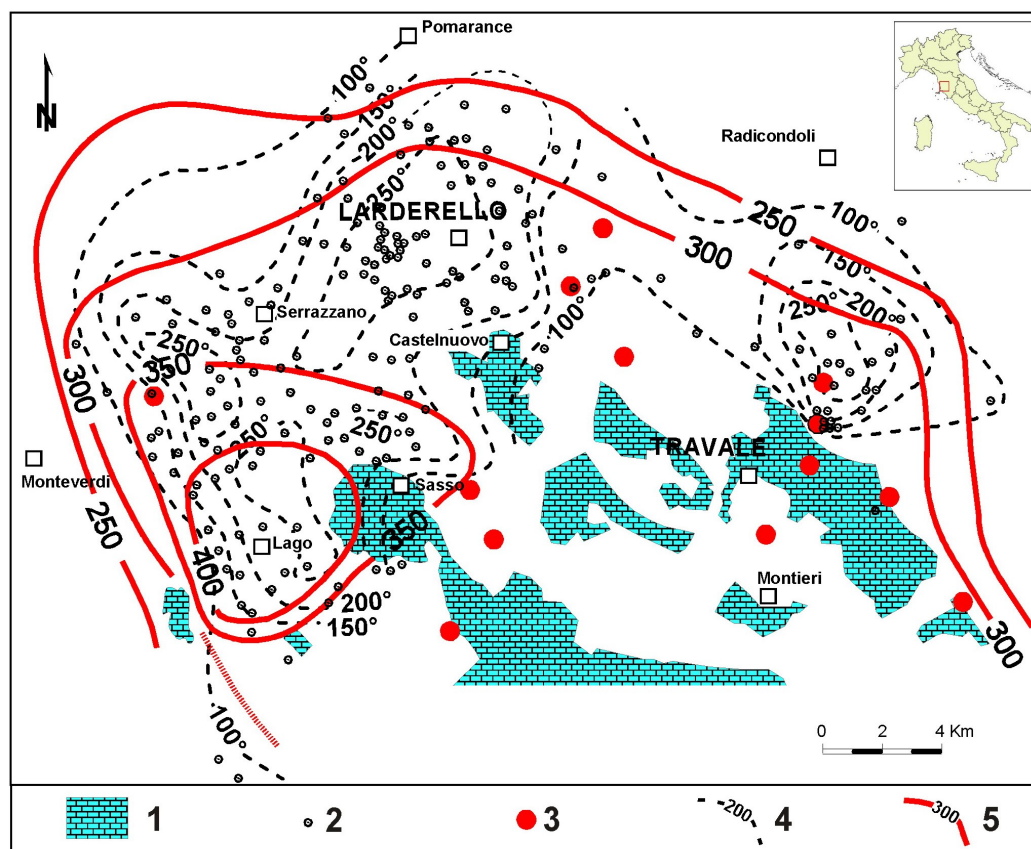 Pomarance
N
100°
150°
200°
250°
Radicondoli
LARDERELLO
250
100°
300
150°
250°
200°
Serrazzano
Castelnuovo
100°
250°
350
300
250°
350
TRAVALE
Monteverdi
Sasso
250
350
Lago
400
200°
150°
Montieri
300
100°
0 2 4 Km
1 2 3 200 4 300 5